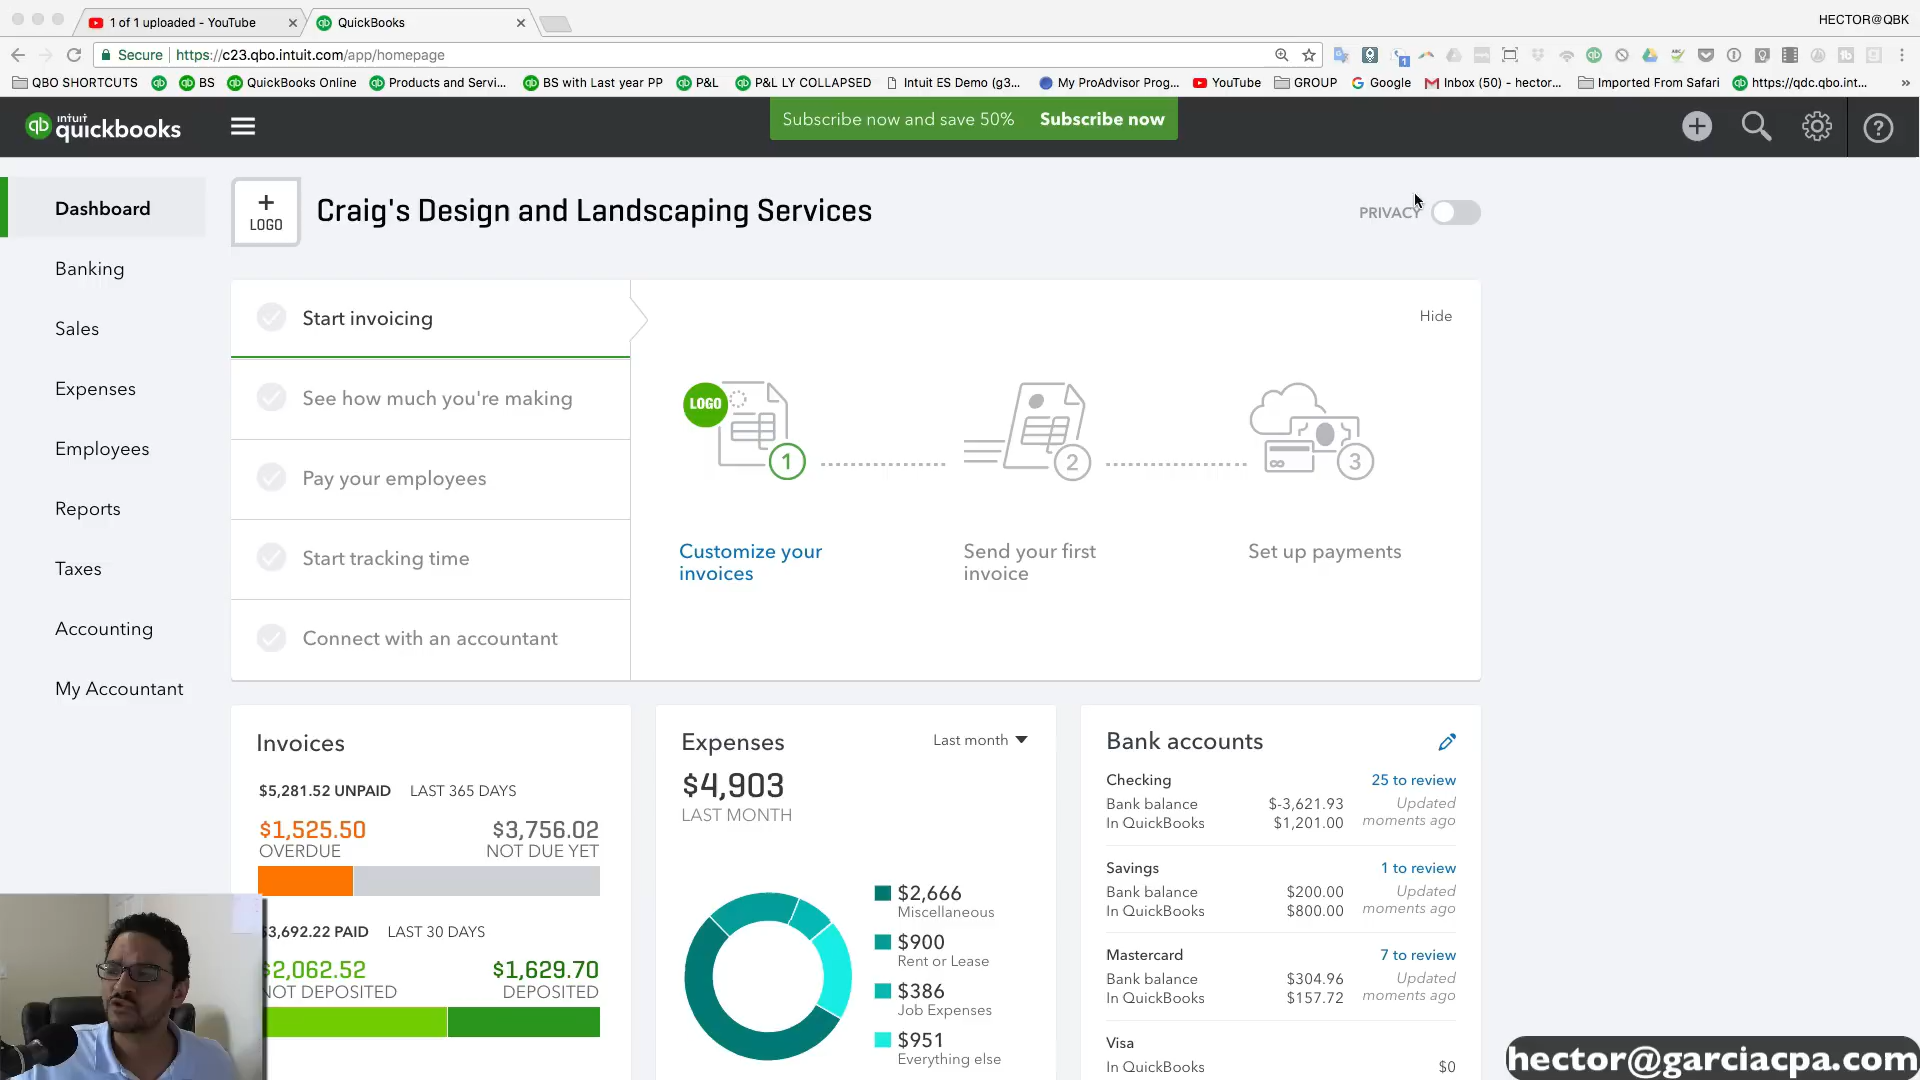 1 of 1 uploaded - YouTube
QuickBooks
HECTOR@QBK
Secure https://c23.qbo.intuit.com/app/homepage
QBO SHORTCUTS BS QuickBooks Online Products and Servi... BS with Last year PP P&L P&L LY COLLAPSED Intuit ES Demo (g3... My ProAdvisor Prog... YouTube GROUP Google Inbox (50) - hector... Imported From Safari https://qdc.qbo.int... »
intuit
quickbooks
Subscribe now and save 50% Subscribe now
Dashboard
Banking
Sales
Expenses
Employees
Reports
Taxes
Accounting
My Accountant
+
LOGO
Craig's Design and Landscaping Services
PRIVACY
Start invoicing
See how much you're making
Pay your employees
Start tracking time
Connect with an accountant
Hide
LOGO
1
2
3
Customize your
invoices
Send your first
invoice
Set up payments
Invoices
$5,281.52 UNPAID LAST 365 DAYS
$1,525.50 $3,756.02
OVERDUE NOT DUE YET
3,692.22 PAID LAST 30 DAYS
$2,062.52 $1,629.70
NOT DEPOSITED DEPOSITED
Expenses
Last month
$4,903
LAST MONTH
$2,666
Miscellaneous
$900
Rent or Lease
$386
Job Expenses
$951
Everything else
Bank accounts
Checking 25 to review
Bank balance $-3,621.93 Updated
In QuickBooks $1,201.00 moments ago
Savings 1 to review
Bank balance $200.00 Updated
In QuickBooks $800.00 moments ago
Mastercard 7 to review
Bank balance $304.96 Updated
In QuickBooks $157.72 moments ago
Visa
In QuickBooks $0
hector@garciacpa.com